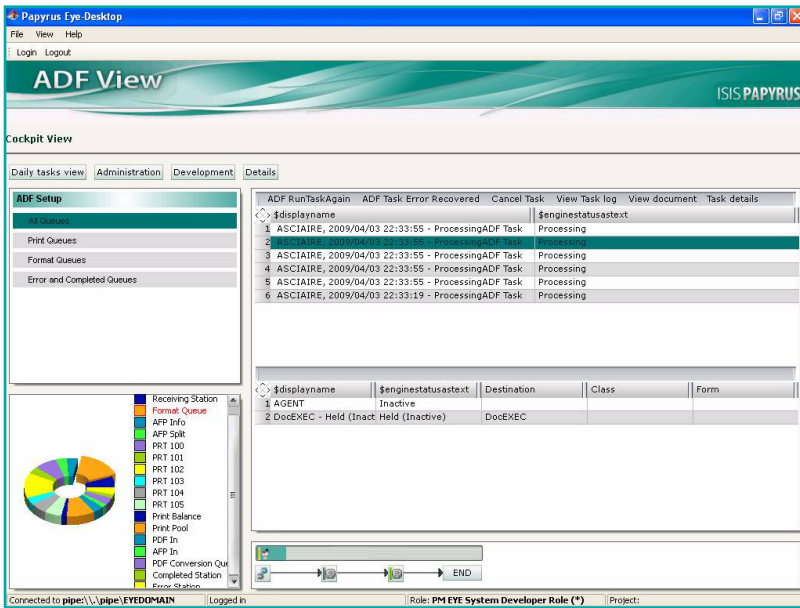 Papyrus Eye-Desktop
File View Help
Login Logout
ADF View
ISIS PAPYRUS
Cockpit View
Daily tasks view Administration Development Details
ADF Setup
All Queues
Print Queues
Format Queues
Error and Completed Queues
ADF RunTaskAgain ADF Task Error Recovered Cancel Task View Task log View document Task details
$displayname $enginestatusastext
1 ASCIAIRE, 2009/04/03 22:33:55 - ProcessingADF Task Processing
2 ASCIAIRE, 2009/04/03 22:33:55 - ProcessingADF Task Processing
3 ASCIAIRE, 2009/04/03 22:33:55 - ProcessingADF Task Processing
4 ASCIAIRE, 2009/04/03 22:33:55 - ProcessingADF Task Processing
5 ASCIAIRE, 2009/04/03 22:33:55 - ProcessingADF Task Processing
6 ASCIAIRE, 2009/04/03 22:33:19 - ProcessingADF Task Processing
$displayname $enginestatusastext Destination Class Form
1 AGENT Inactive
2 DocEXEC - Held (Inact Held (Inactive) DocEXEC
Receiving Station
Format Queue
AFP Info
AFP Split
PRT 100
PRT 101
PRT 102
PRT 103
PRT 104
PRT 105
Print Balance
Print Pool
PDF In
AFP In
PDF Conversion Que
Completed Station
Error Station
END
Connected to pipe:\\.\pipe\EYEDOMAIN Logged in Role: PM EYE System Developer Role (*) Project: